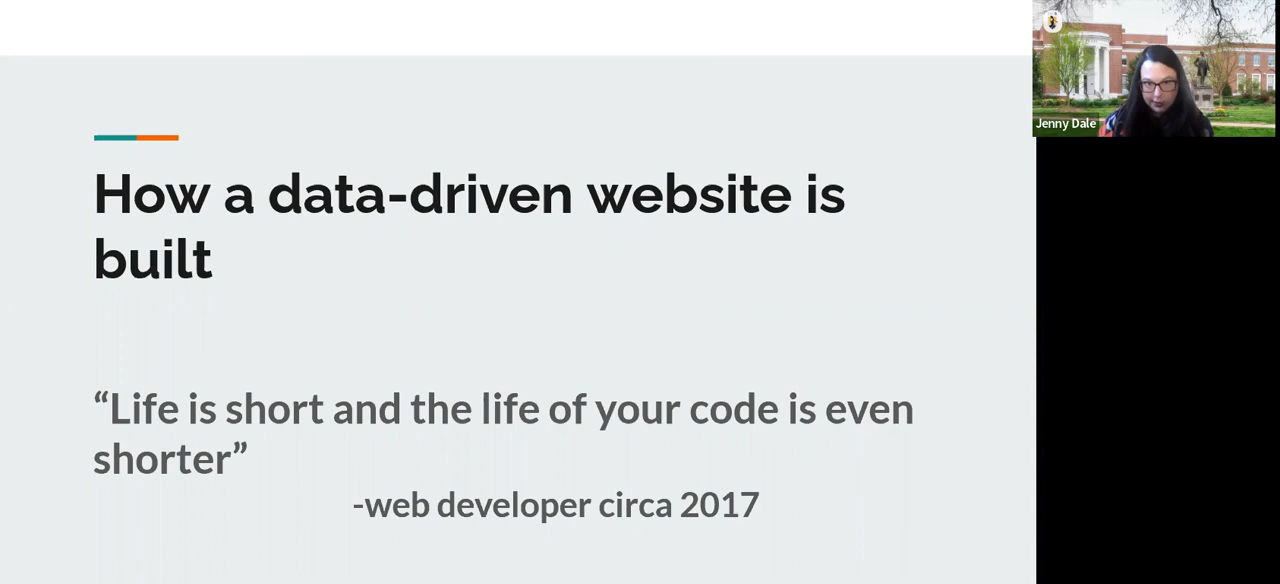 How a data-driven website is
built
“Life is short and the life of your code is even
shorter”
-web developer circa 2017
Jenny Dale